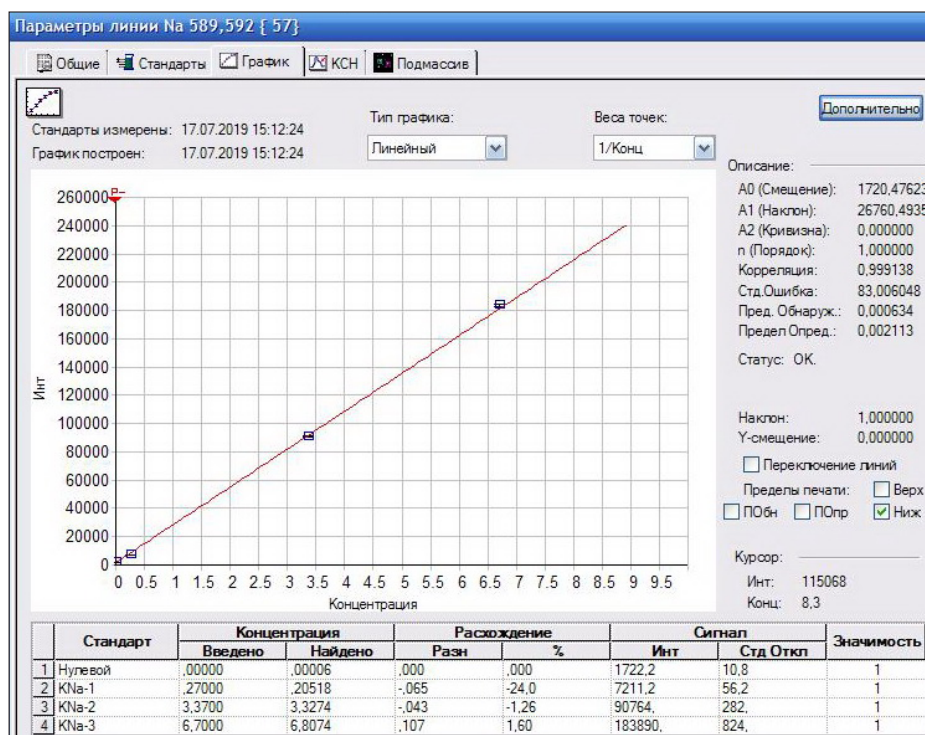 Параметры линии Na 589,592 { 57}
Общие Стандарты График КСН Подмассив
Дополнительно
Стандарты измерены: 17.07.2019 15:12:24
График построен: 17.07.2019 15:12:24
Тип графика:
Линейный
Веса точек:
1/Конц
Описание:
A0 (Смещение): 1720,47623
A1 (Наклон): 26760,4935
A2 (Кривизна): 0,000000
n (Порядок): 1,000000
Корреляция: 0,999138
Стд.Ошибка: 83,006048
Пред. Обнаруж.: 0,000634
Предел Опред.: 0,002113
Статус: OK.
Наклон: 1,000000
Y-смещение: 0,000000
Переключение линий
Пределы печати: Верх
ПОбн ПОпр Ниж
Курсор:
Инт: 115068
Конц: 8,3
260000
240000
220000
200000
180000
160000
140000
120000
100000
80000
60000
40000
20000
0
Инт
0 0.5 1 1.5 2 2.5 3 3.5 4 4.5 5 5.5 6 6.5 7 7.5 8 8.5 9 9.5
Концентрация
Стандарт Концентрация Расхождение Сигнал Значимость
Введено Найдено Разн % Инт Стд Откл
1 Нулевой ,00000 ,00006 ,000 ,000 1722,2 10,8 1
2 KNa-1 ,27000 ,20518 -,065 -24,0 7211,2 56,2 1
3 KNa-2 3,3700 3,3274 -,043 -1,26 90764, 282, 1
4 KNa-3 6,7000 6,8074 ,107 1,60 183890, 824, 1